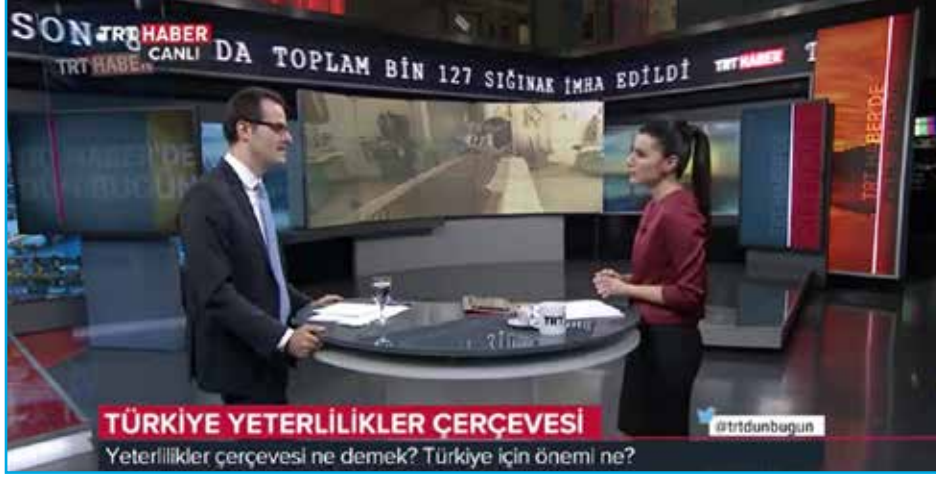 SON
DA TOPLAM BİN 127 SIĞINAK İMHA EDİLDİ
TRT HABER
TRT HABER
CANLI
TRT
TÜRKİYE YETERLİLİKLER ÇERÇEVESİ
@trtdunbugun
Yeterlilikler çerçevesi ne demek? Türkiye için önemi ne?